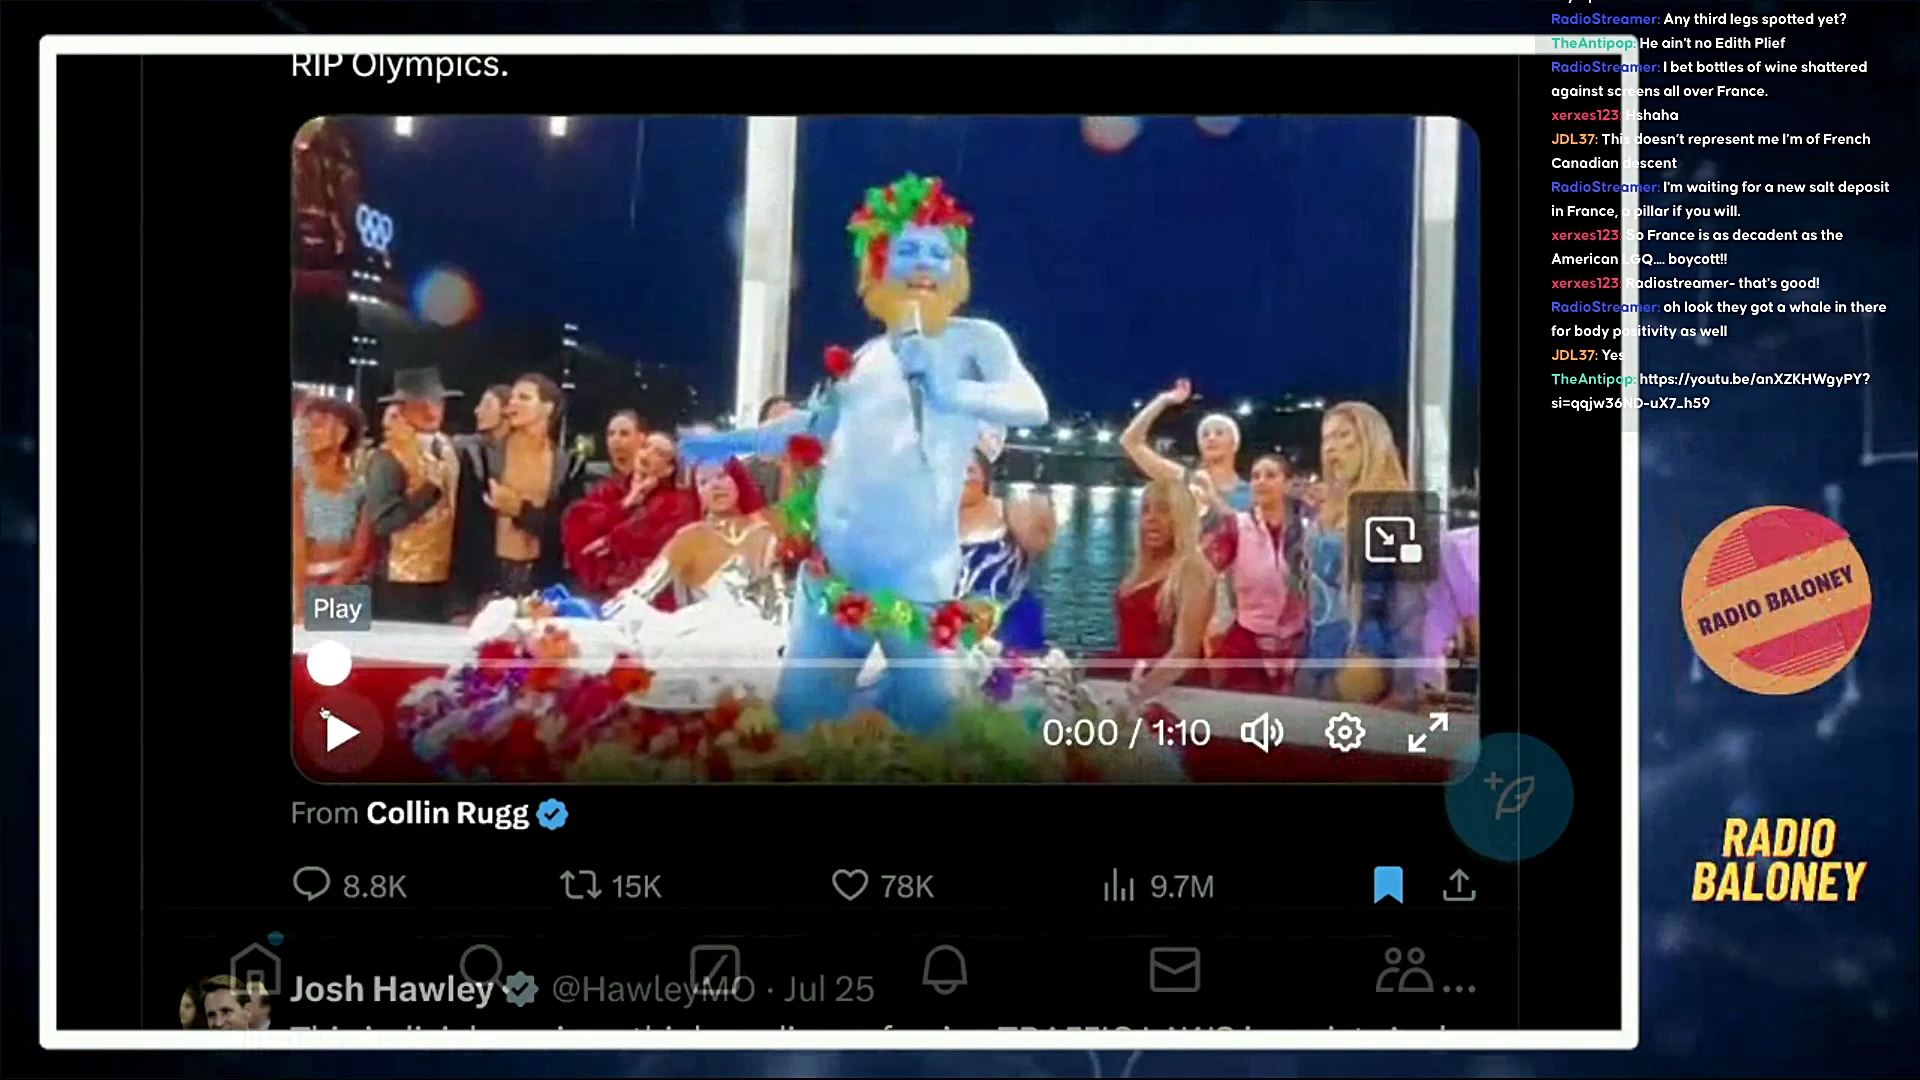 RIP Olympics.
Play
0:00 / 1:10
From Collin Rugg
8.8K
15K
78K
9.7M
Josh Hawley @HawleyMO · Jul 25
RadioStreamer: Any third legs spotted yet?
TheAntipop: He ain't no Edith Plief
RadioStreamer: I bet bottles of wine shattered
against screens all over France.
xerxes123: Hshaha
JDL37: This doesn't represent me I'm of French
Canadian descent
RadioStreamer: I'm waiting for a new salt deposit
in France, a pillar if you will.
xerxes123: So France is as decadent as the
American LGQ.... boycott!!
xerxes123: Radiostreamer- that's good!
RadioStreamer: oh look they got a whale in there
for body positivity as well
JDL37: Yes
TheAntipop: https://youtu.be/anXZKHWgyPY?
si=qqjw36ND-uX7_h59
RADIO BALONEY
RADIO
BALONEY